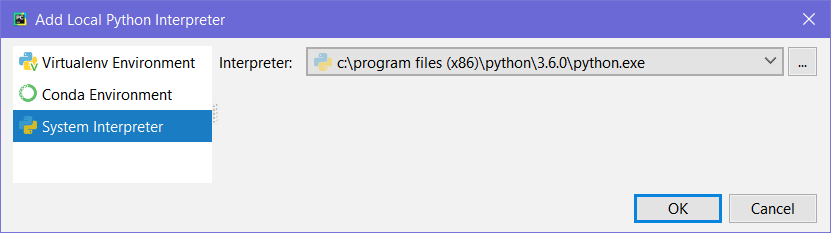 Add Local Python Interpreter
Virtualenv Environment
Conda Environment
System Interpreter
Interpreter: c:\program files (x86)\python\3.6.0\python.exe ...
OK Cancel